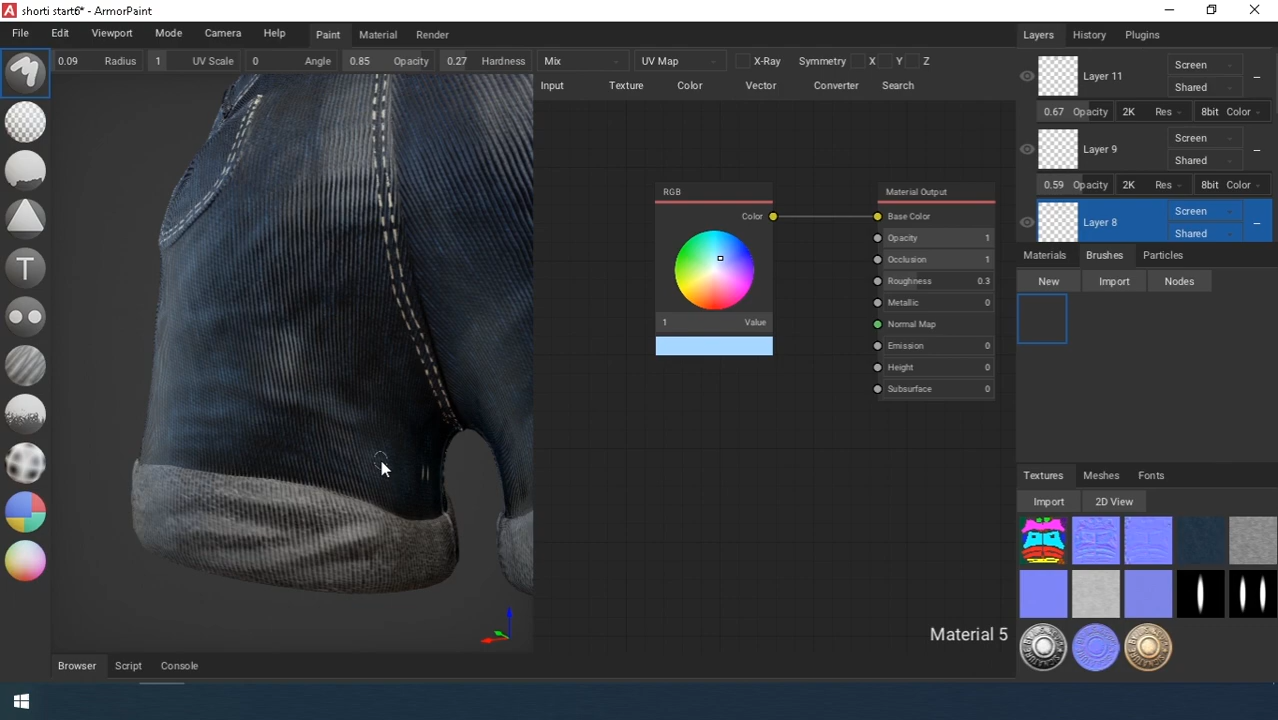 shorti start6* - ArmorPaint
File Edit Viewport Mode Camera Help Paint Material Render
Layers History Plugins
0.09 Radius 1 UV Scale 0 Angle 0.85 Opacity 0.27 Hardness Mix UV Map X-Ray Symmetry X Y Z
Input Texture Color Vector Converter Search
Layer 11 Screen
Shared
0.67 Opacity 2K Res 8bit Color
Layer 9 Screen
Shared
0.59 Opacity 2K Res 8bit Color
Layer 8 Screen
Shared
Materials Brushes Particles
New Import Nodes
RGB
Color
1 Value
Material Output
Base Color
Opacity 1
Occlusion 1
Roughness 0.3
Metallic 0
Normal Map
Emission 0
Height 0
Subsurface 0
Material 5
Textures Meshes Fonts
Import 2D View
Browser Script Console
T